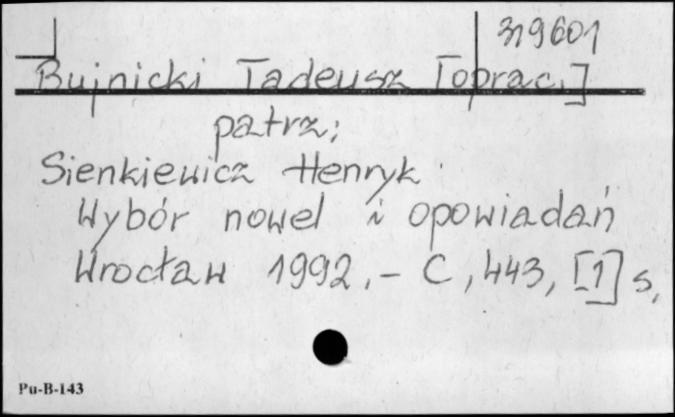 319601
Bujnicki Tadeusz [oprac.]
patrz:
Sienkiewicz Henryk
Wybór nowel i opowiadań
Wrocław 1992.- C, 443, [1] s.
Pu-B-143